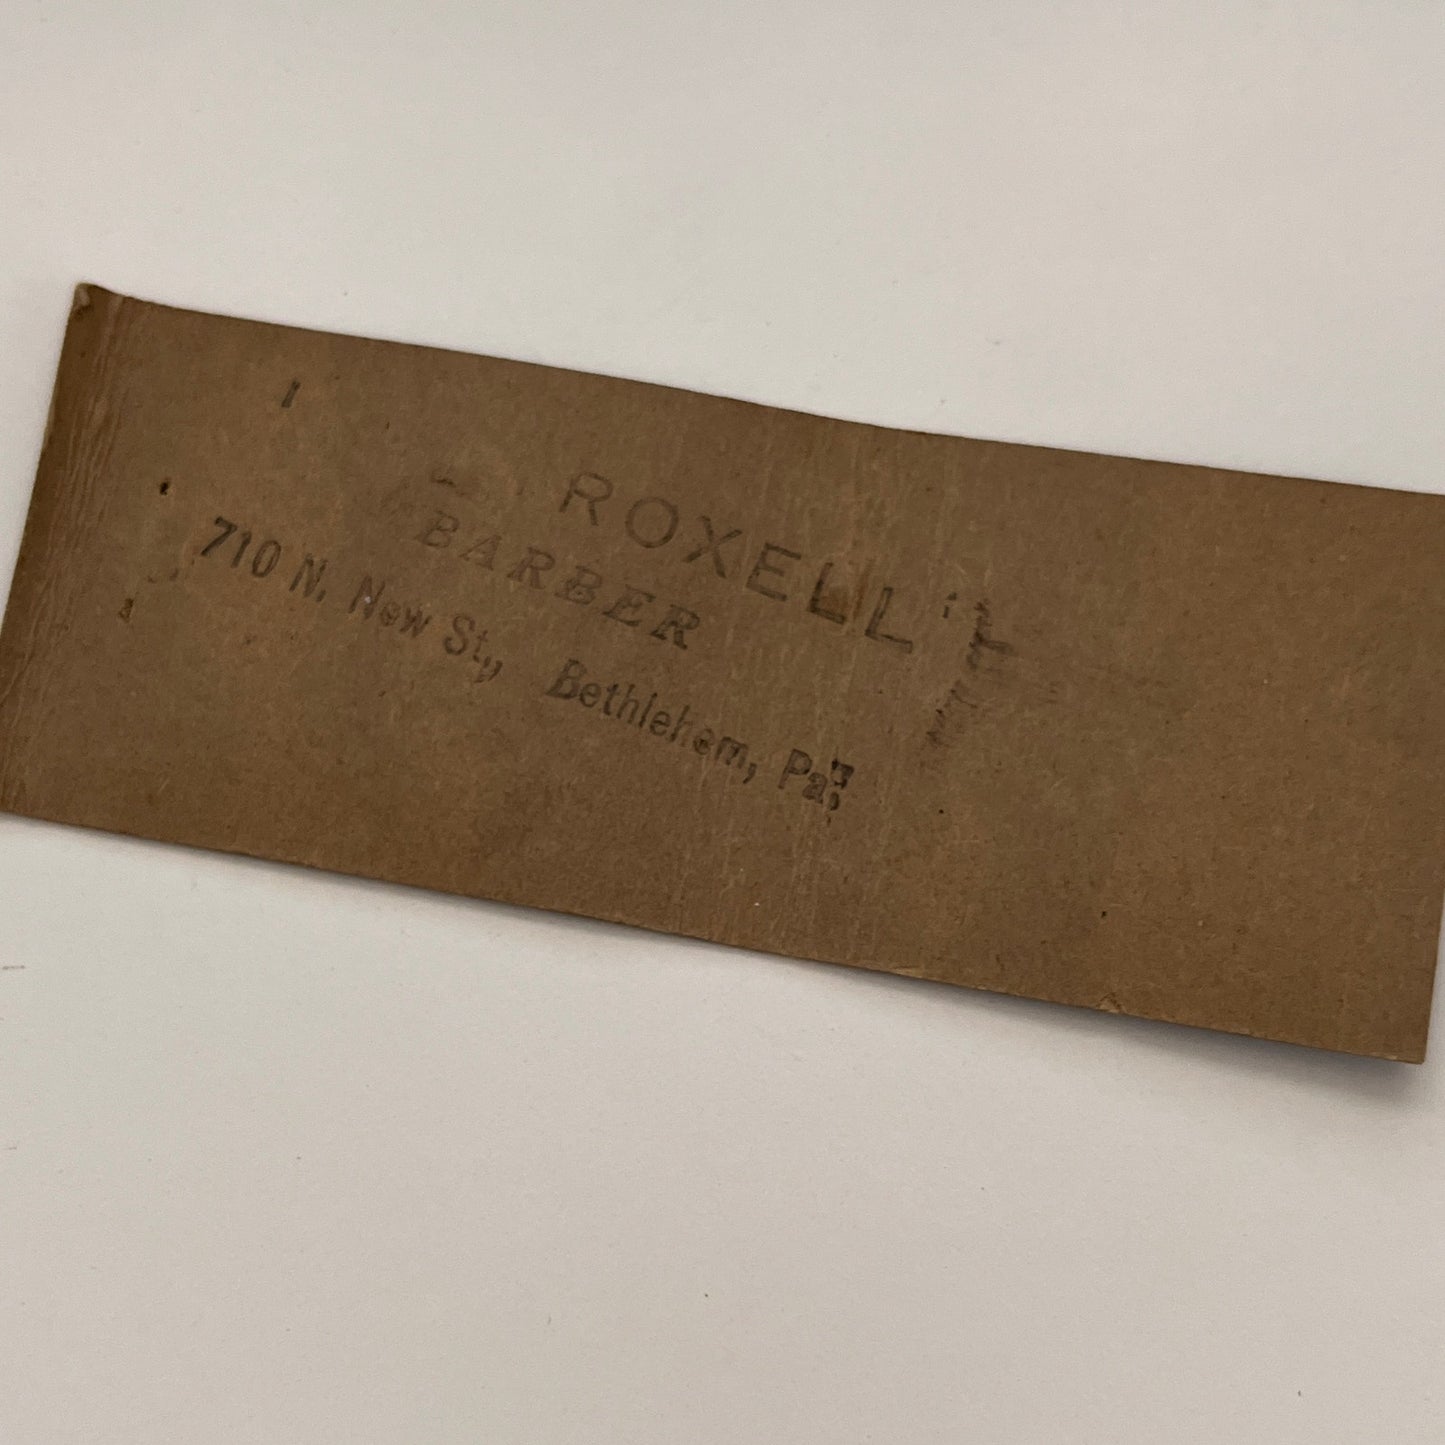 ROXELL
BARBER
710 N. New St., Bethlehem, Pa.